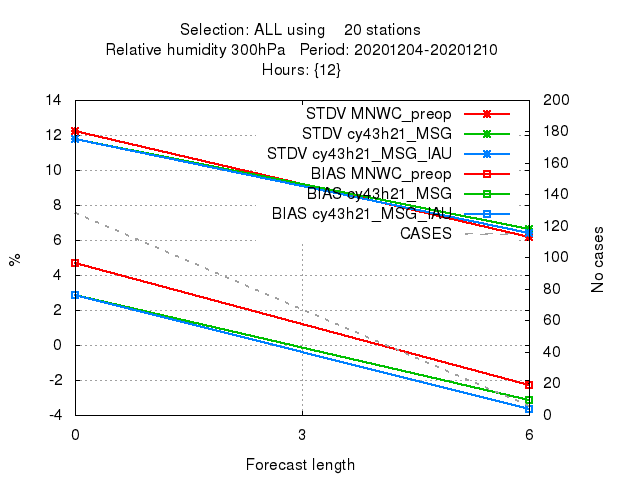 Selection: ALL using 20 stations
Relative humidity 300hPa Period: 20201204-20201210
Hours: {12}
14
12
10
8
6
4
2
0
-2
-4
%
200
180
160
140
120
100
80
60
40
20
0
No cases
STDV MNWC_preop
STDV cy43h21_MSG
STDV cy43h21_MSG_IAU
BIAS MNWC_preop
BIAS cy43h21_MSG
BIAS cy43h21_MSG_IAU
CASES
0 3 6
Forecast length